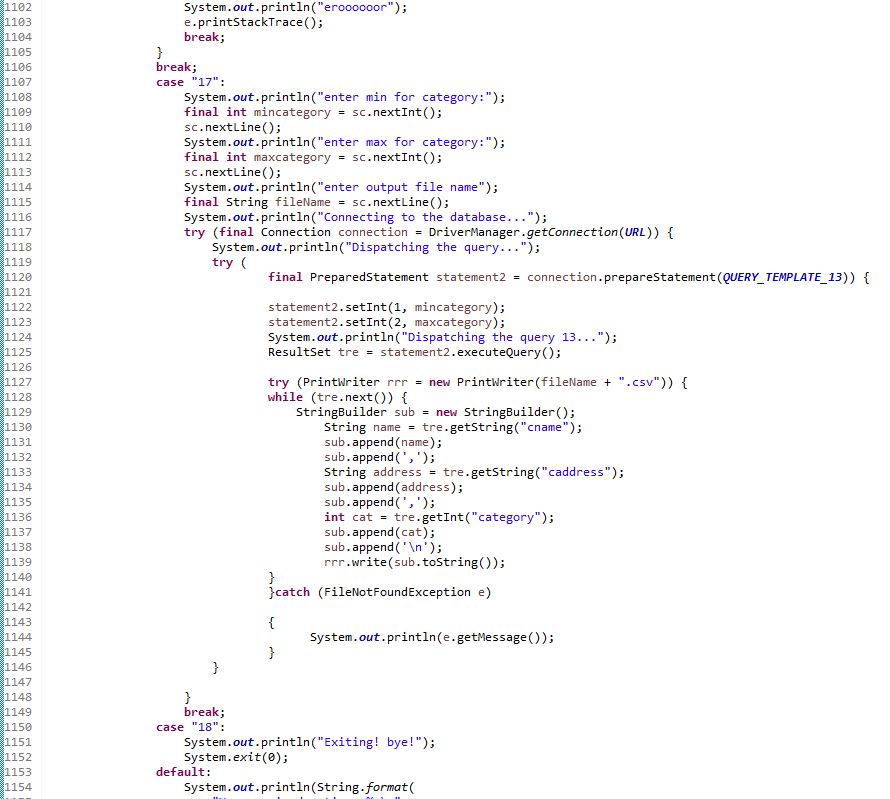 1102 System.out.println("eroooooor");
1103 e.printStackTrace();
1104 break;
1105 }
1106 break;
1107 case "17":
1108 System.out.println("enter min for category:");
1109 final int mincategory = sc.nextInt();
1110 sc.nextLine();
1111 System.out.println("enter max for category:");
1112 final int maxcategory = sc.nextInt();
1113 sc.nextLine();
1114 System.out.println("enter output file name");
1115 final String fileName = sc.nextLine();
1116 System.out.println("Connecting to the database...");
1117 try (final Connection connection = DriverManager.getConnection(URL)) {
1118 System.out.println("Dispatching the query...");
1119 try (
1120 final PreparedStatement statement2 = connection.prepareStatement(QUERY_TEMPLATE_13)) {
1121
1122 statement2.setInt(1, mincategory);
1123 statement2.setInt(2, maxcategory);
1124 System.out.println("Dispatching the query 13...");
1125 ResultSet tre = statement2.executeQuery();
1126
1127 try (PrintWriter rrr = new PrintWriter(fileName + ".csv")) {
1128 while (tre.next()) {
1129 StringBuilder sub = new StringBuilder();
1130 String name = tre.getString("cname");
1131 sub.append(name);
1132 sub.append(',');
1133 String address = tre.getString("caddress");
1134 sub.append(address);
1135 sub.append(',');
1136 int cat = tre.getInt("category");
1137 sub.append(cat);
1138 sub.append('\n');
1139 rrr.write(sub.toString());
1140 }
1141 }catch (FileNotFoundException e)
1142
1143 {
1144 System.out.println(e.getMessage());
1145 }
1146 }
1147
1148 }
1149 break;
1150 case "18":
1151 System.out.println("Exiting! bye!");
1152 System.exit(0);
1153 default:
1154 System.out.println(String.format(